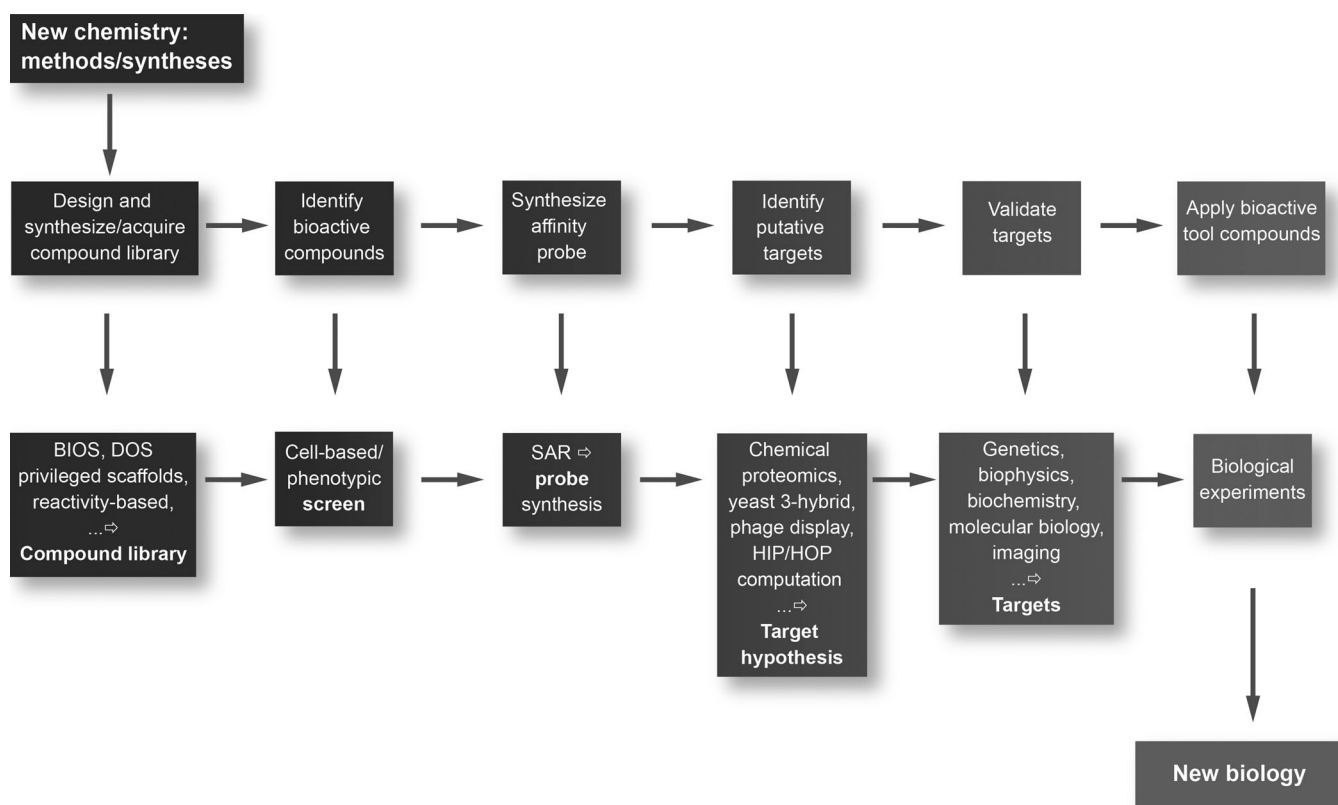 New chemistry:
methods/syntheses
Design and
synthesize/acquire
compound library
Identify
bioactive
compounds
Synthesize
affinity
probe
Identify
putative
targets
Validate
targets
Apply bioactive
tool compounds
BIOS, DOS
privileged scaffolds,
reactivity-based,
...⇨
Compound library
Cell-based/
phenotypic
screen
SAR ⇨
probe
synthesis
Chemical
proteomics,
yeast 3-hybrid,
phage display,
HIP/HOP
computation
...⇨
Target
hypothesis
Genetics,
biophysics,
biochemistry,
molecular biology,
imaging
...⇨
Targets
Biological
experiments
New biology